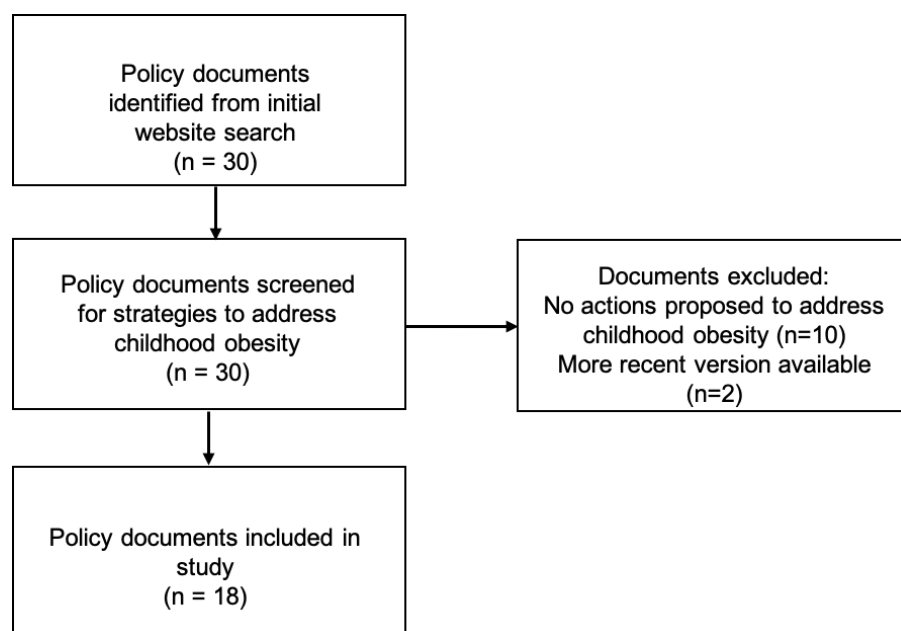 Policy documents
identified from initial
website search
(n = 30)
Policy documents screened
for strategies to address
childhood obesity
(n = 30)
Documents excluded:
No actions proposed to address
childhood obesity (n=10)
More recent version available
(n=2)
Policy documents included in
study
(n = 18)